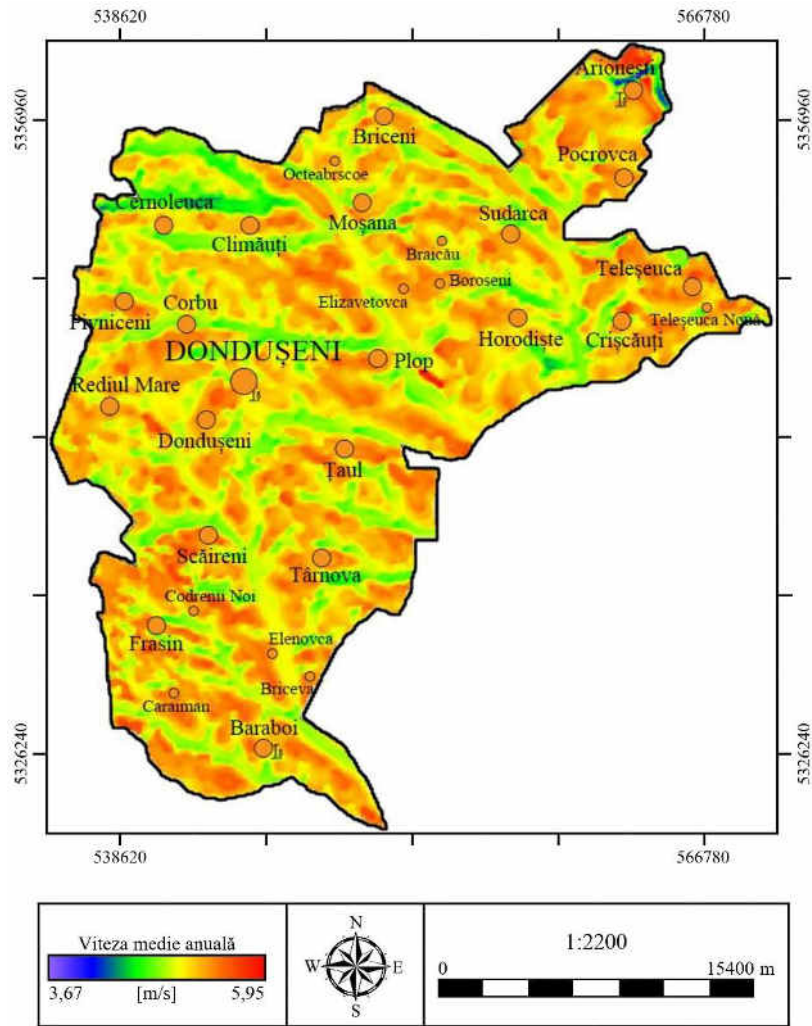 538620 566780
5356960 5356960
Arionești
Briceni
Pocrovca
Octeabrscoe
Cernoleuca
Moșana
Sudarca
Climăuți
Braicău
Teleșeuca
Elizavetovca
Boroseni
Pivniceni
Corbu
Teleșeuca Nouă
Horodiște
Crișcăuți
DONDUȘENI
Plop
Rediul Mare
Dondușeni
Țaul
Scăireni
Târnova
Codrenii Noi
Frasin
Elenovca
Briceva
Caraiman
Baraboi
5326240 5326240
538620 566780
Viteza medie anuală
3,67 [m/s] 5,95
N
W E
S
1:2200
0 15400 m